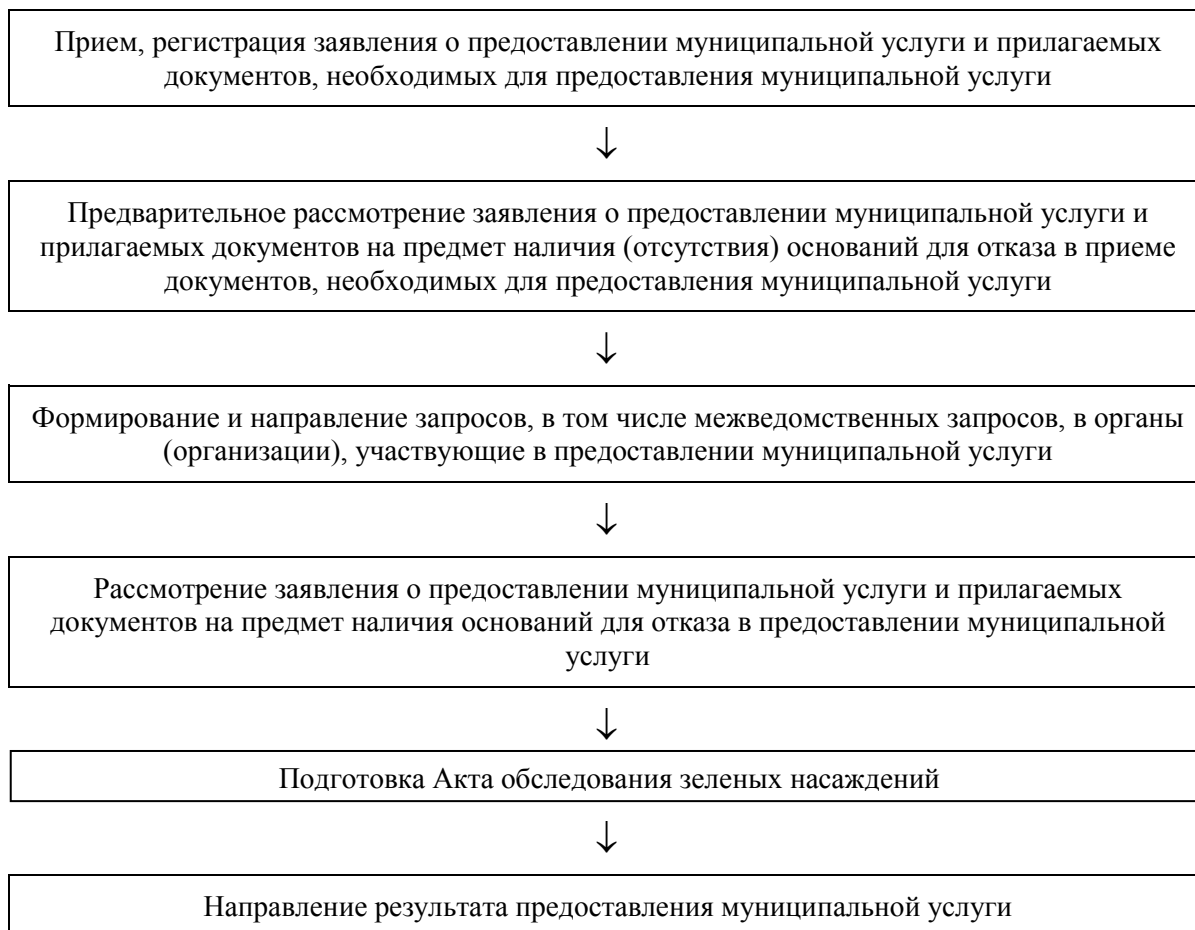 Прием, регистрация заявления о предоставлении муниципальной услуги и прилагаемых
документов, необходимых для предоставления муниципальной услуги
↓
Предварительное рассмотрение заявления о предоставлении муниципальной услуги и
прилагаемых документов на предмет наличия (отсутствия) оснований для отказа в приеме
документов, необходимых для предоставления муниципальной услуги
↓
Формирование и направление запросов, в том числе межведомственных запросов, в органы
(организации), участвующие в предоставлении муниципальной услуги
↓
Рассмотрение заявления о предоставлении муниципальной услуги и прилагаемых
документов на предмет наличия оснований для отказа в предоставлении муниципальной
услуги
↓
Подготовка Акта обследования зеленых насаждений
↓
Направление результата предоставления муниципальной услуги